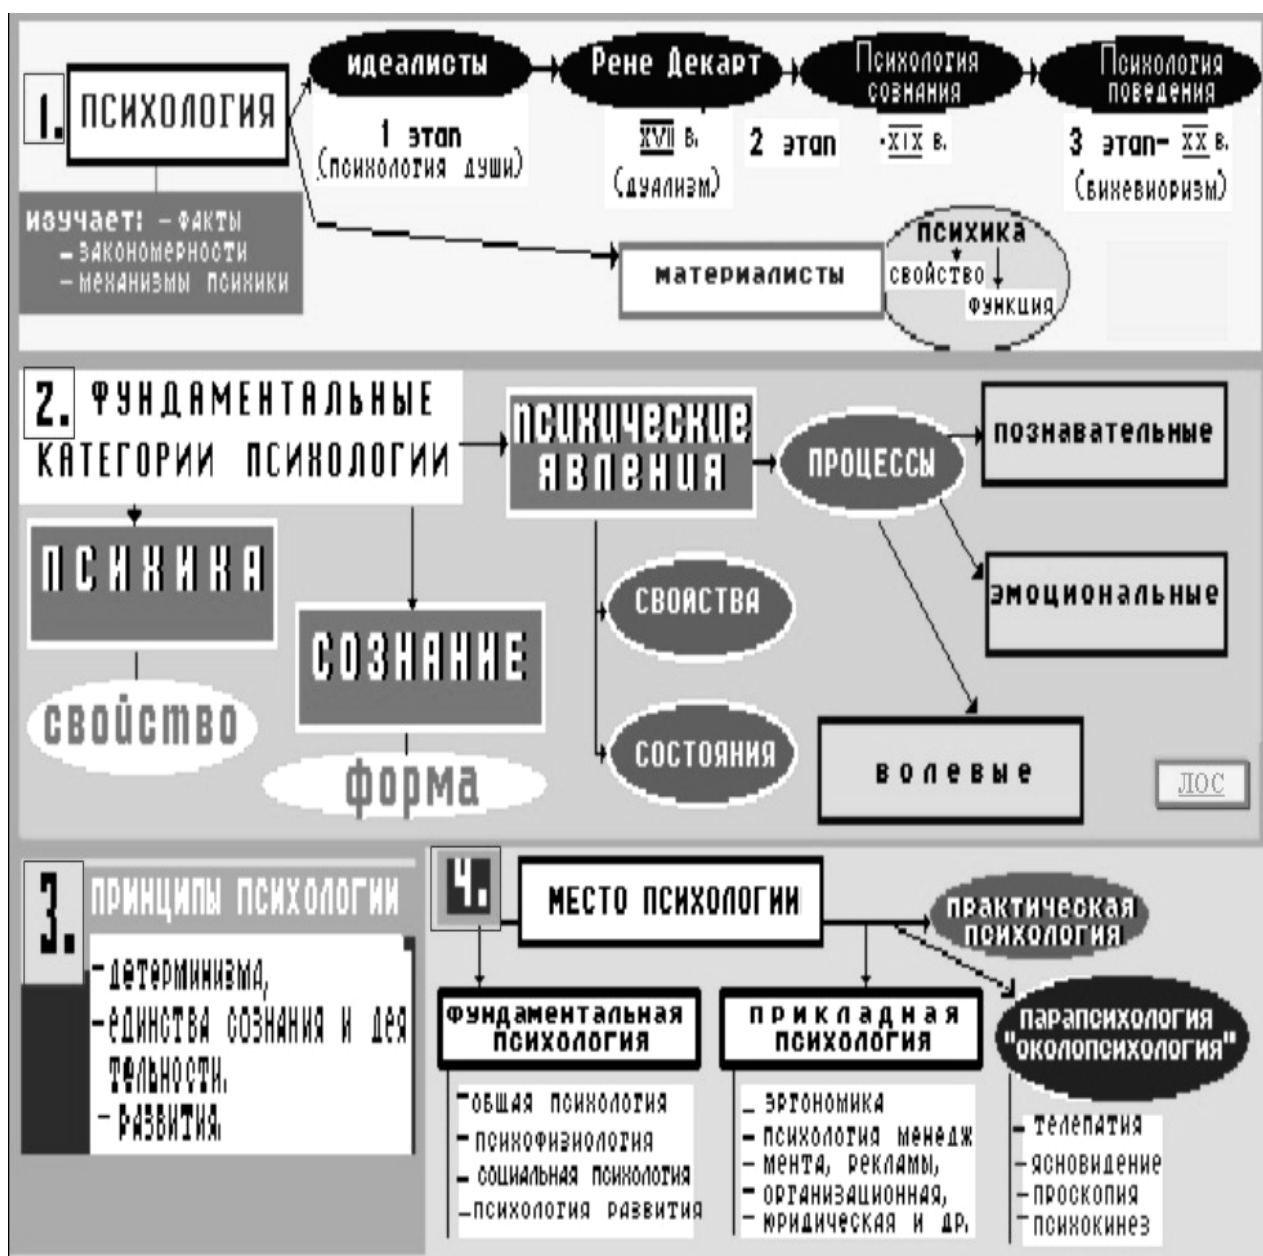 1. ПСИХОЛОГИЯ
изучает: – факты
– закономерности
– механизмы психики
идеалисты
1 этап
(психология души)
Рене Декарт
XVII в.
(дуализм)
2 этап
Психология
сознания
·XIX в.
Психология
поведения
3 этап– XX в.
(бихевиоризм)
материалисты
психика
свойство
функция
2. ФУНДАМЕНТАЛЬНЫЕ
КАТЕГОРИИ ПСИХОЛОГИИ
ПСИХИКА
свойство
СОЗНАНИЕ
форма
психические
явления
ПРОЦЕССЫ
СВОЙСТВА
СОСТОЯНИЯ
познавательные
эмоциональные
волевые
ЛОС
3. ПРИНЦИПЫ ПСИХОЛОГИИ
– детерминизма,
– единства сознания и дея
тельности.
– развития.
4. МЕСТО ПСИХОЛОГИИ
практическая
психология
фундаментальная
психология
– общая психология
– психофизиология
– социальная психология
– психология развития
прикладная
психология
– эргономика
– психология менедж
– мента, рекламы,
– организационная,
– юридическая и др.
парапсихология
"околопсихология"
– телепатия
– ясновидение
– проскопия
– психокинез